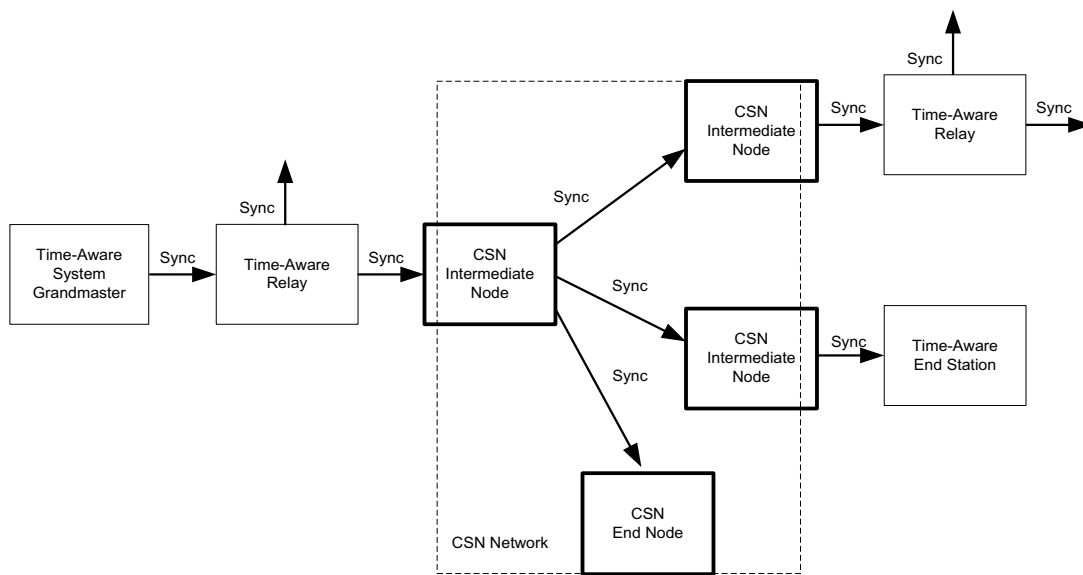 Sync
CSN
Intermediate
Node
Sync
Time-Aware
Relay
Sync
Sync
Sync
Time-Aware
System
Grandmaster
Sync
Time-Aware
Relay
Sync
CSN
Intermediate
Node
Sync
CSN
Intermediate
Node
Sync
Time-Aware
End Station
Sync
CSN
End Node
CSN Network